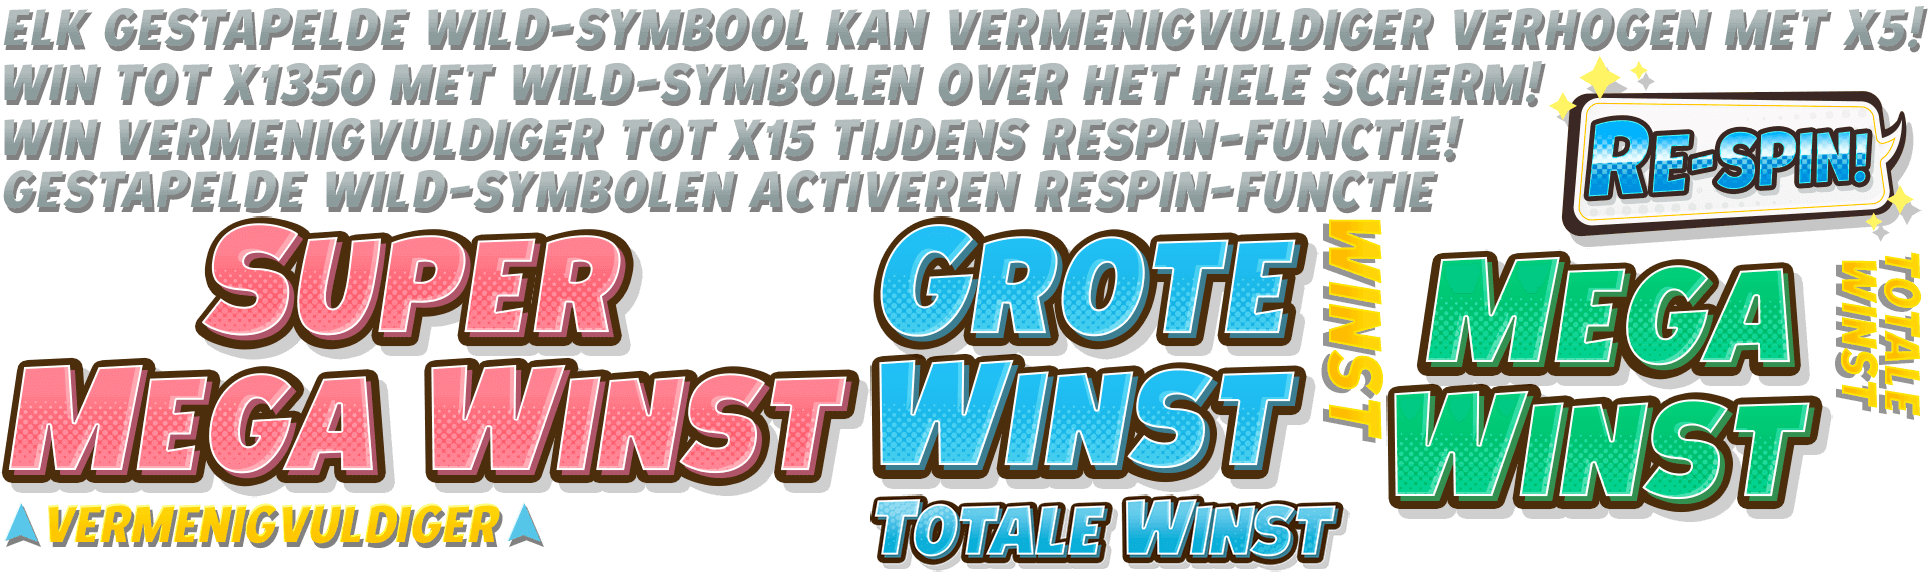 ELK GESTAPELDE WILD-SYMBOOL KAN VERMENIGVULDIGER VERHOGEN MET X5!
WIN TOT X1350 MET WILD-SYMBOLEN OVER HET HELE SCHERM!
WIN VERMENIGVULDIGER TOT X15 TIJDENS RESPIN-FUNCTIE!
GESTAPELDE WILD-SYMBOLEN ACTIVEREN RESPIN-FUNCTIE
RE-SPIN!
SUPER
MEGA WINST
GROTE
WINST
WINST
MEGA
WINST
TOTALE
WINST
VERMENIGVULDIGER
TOTALE WINST